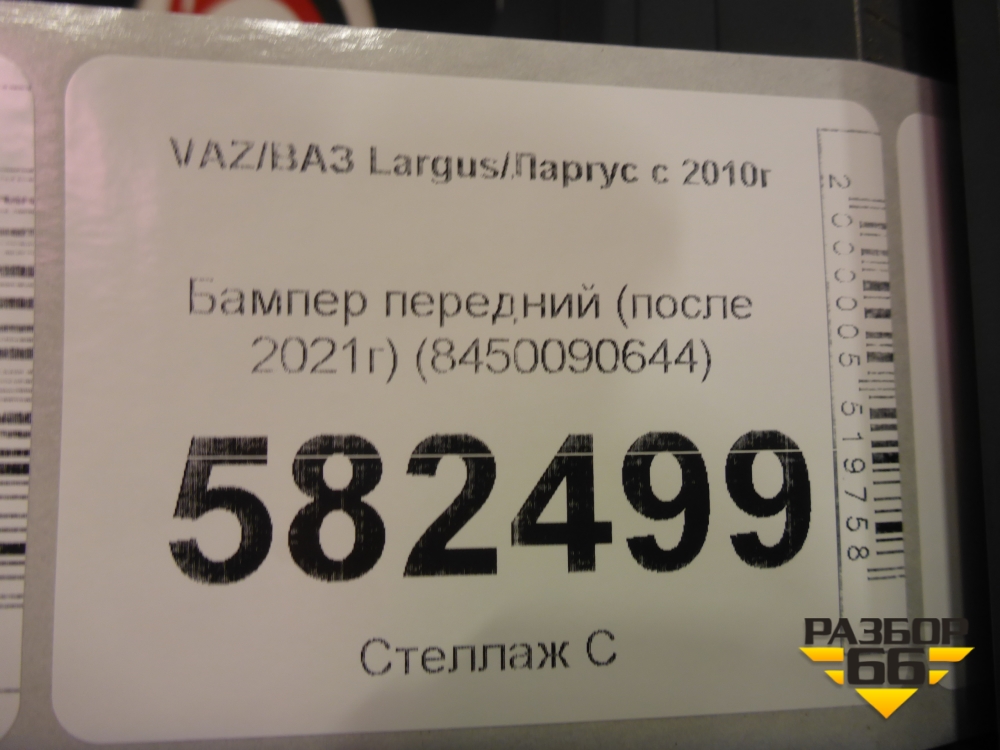 VAZ/ВАЗ Largus/Ларгус с 2010г
Бампер передний (после
2021г) (8450090644)
582499
Стеллаж С
2000005519758
РАЗБОР
66